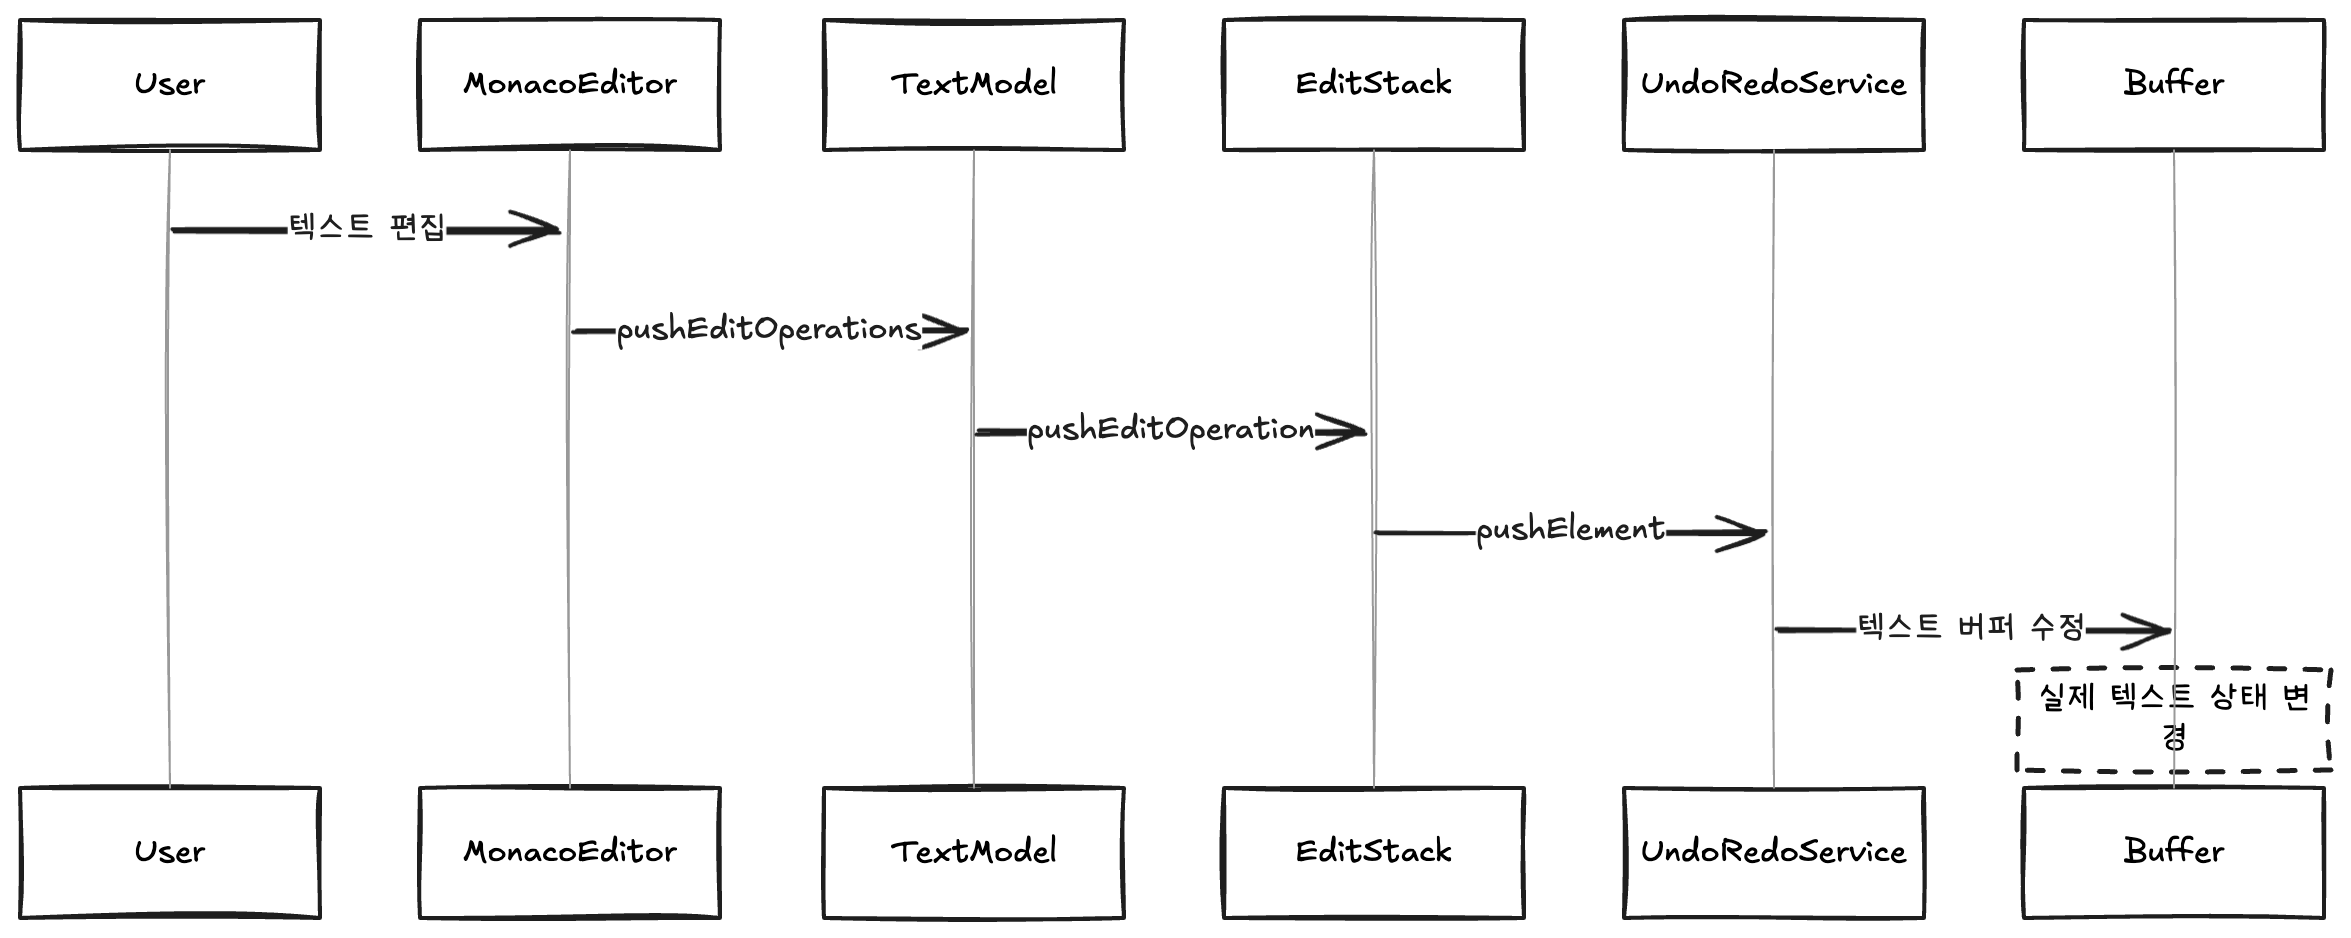 User
MonacoEditor
TextModel
EditStack
UndoRedoService
Buffer
텍스트 편집
pushEditOperations
pushEditOperation
pushElement
텍스트 버퍼 수정
실제 텍스트 상태 변
경
User
MonacoEditor
TextModel
EditStack
UndoRedoService
Buffer